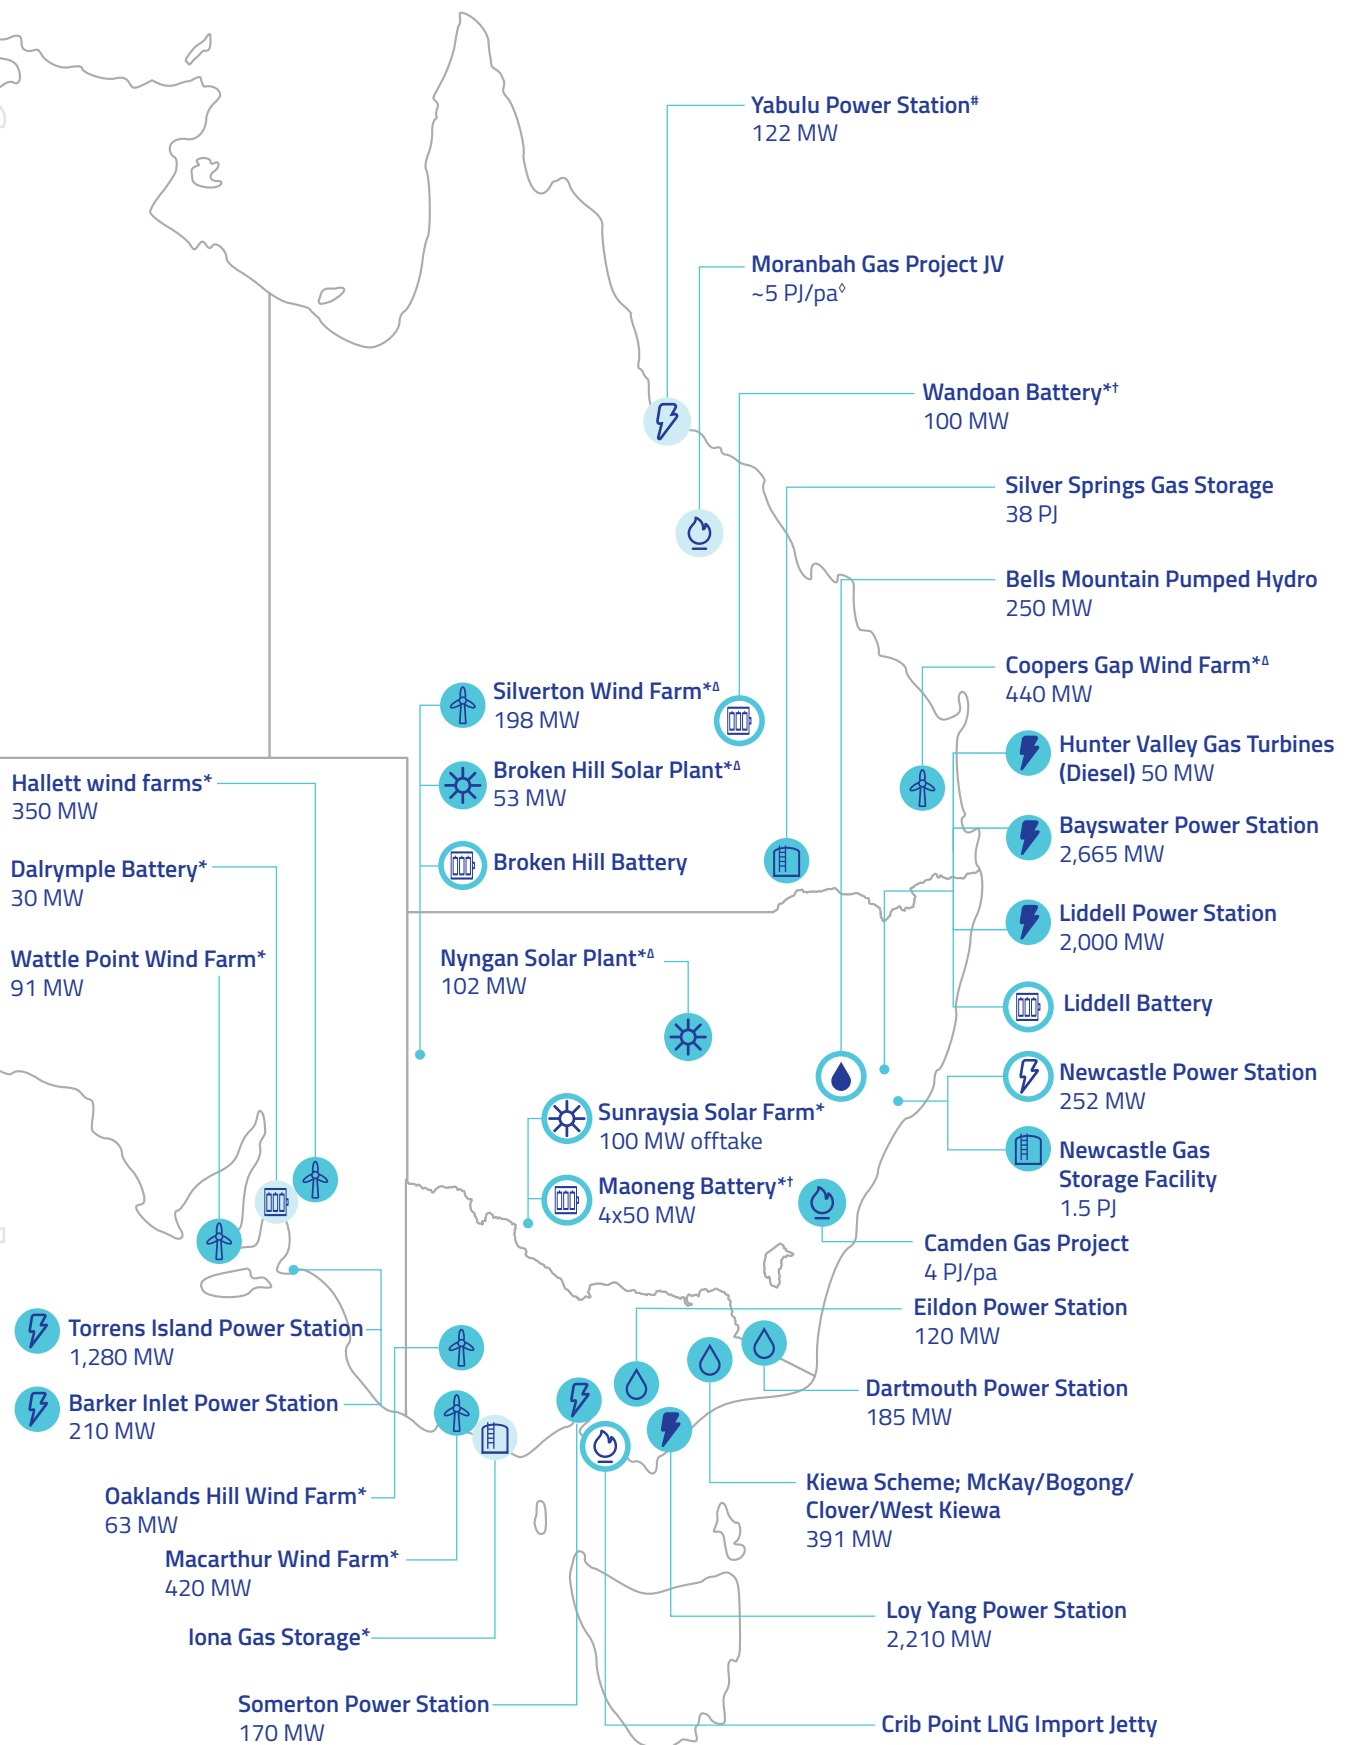 Yabulu Power Station#
122 MW
Moranbah Gas Project JV
~5 PJ/pa◊
Wandoan Battery*†
100 MW
Silver Springs Gas Storage
38 PJ
Bells Mountain Pumped Hydro
250 MW
Coopers Gap Wind Farm*∆
440 MW
Silverton Wind Farm*∆
198 MW
Broken Hill Solar Plant*∆
53 MW
Broken Hill Battery
Hunter Valley Gas Turbines
(Diesel) 50 MW
Bayswater Power Station
2,665 MW
Liddell Power Station
2,000 MW
Liddell Battery
Hallett wind farms*
350 MW
Dalrymple Battery*
30 MW
Wattle Point Wind Farm*
91 MW
Nyngan Solar Plant*∆
102 MW
Newcastle Power Station
252 MW
Newcastle Gas
Storage Facility
1.5 PJ
Sunraysia Solar Farm*
100 MW offtake
Maoneng Battery*†
4x50 MW
Camden Gas Project
4 PJ/pa
Eildon Power Station
120 MW
Dartmouth Power Station
185 MW
Torrens Island Power Station
1,280 MW
Barker Inlet Power Station
210 MW
Kiewa Scheme; McKay/Bogong/
Clover/West Kiewa
391 MW
Oaklands Hill Wind Farm*
63 MW
Macarthur Wind Farm*
420 MW
Loy Yang Power Station
2,210 MW
Iona Gas Storage*
Somerton Power Station
170 MW
Crib Point LNG Import Jetty